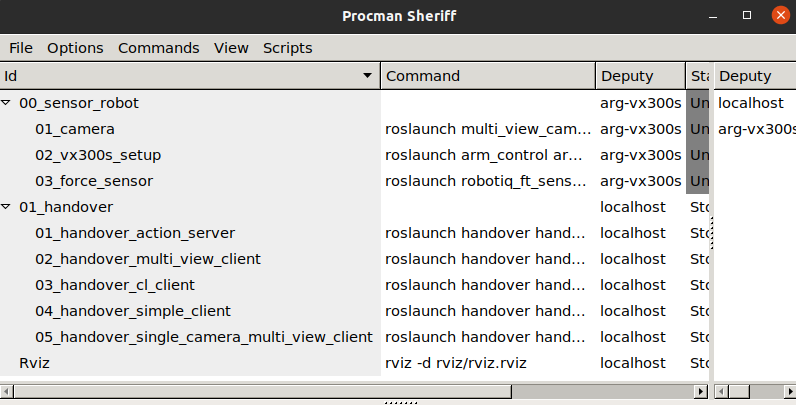 Procman Sheriff
File Options Commands View Scripts
Id Command Deputy Sta Deputy
00_sensor_robot arg-vx300s Un localhost
01_camera roslaunch multi_view_cam... arg-vx300s Un arg-vx300s
02_vx300s_setup roslaunch arm_control ar... arg-vx300s Un
03_force_sensor roslaunch robotiq_ft_sens... arg-vx300s Un
01_handover localhost Sto
01_handover_action_server roslaunch handover hand... localhost Sto
02_handover_multi_view_client roslaunch handover hand... localhost Sto
03_handover_cl_client roslaunch handover hand... localhost Sto
04_handover_simple_client roslaunch handover hand... localhost Sto
05_handover_single_camera_multi_view_client roslaunch handover hand... localhost Sto
Rviz rviz -d rviz/rviz.rviz localhost Sto